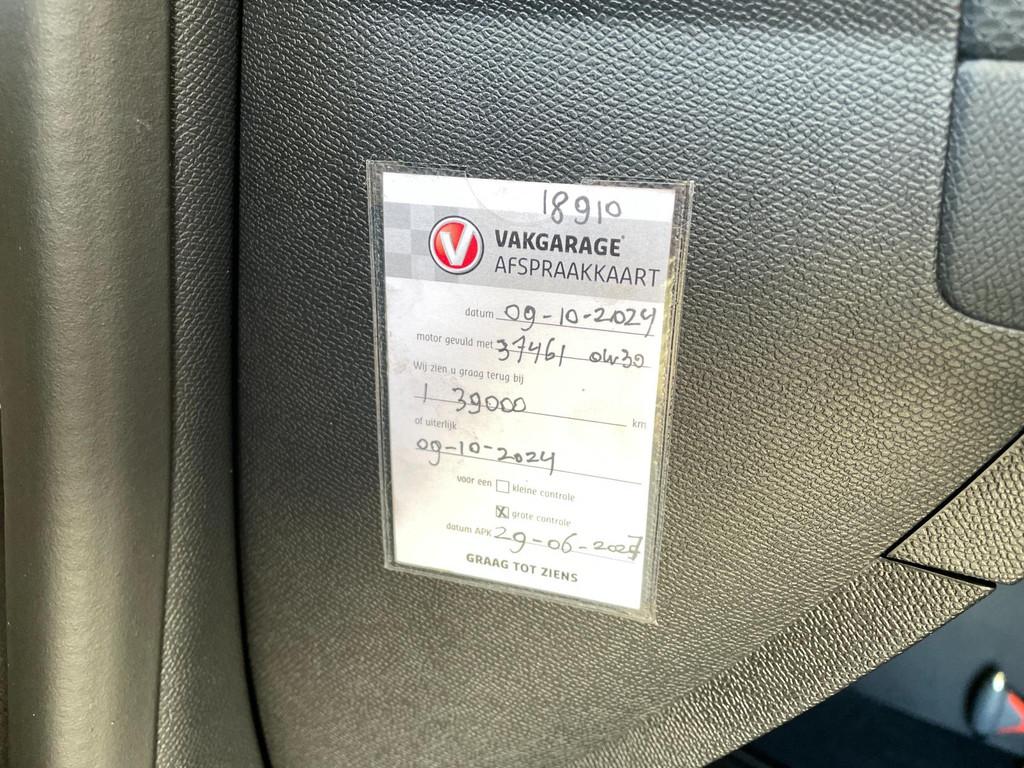 18910
V VAKGARAGE®
AFSPRAAKKAART
datum 09-10-2024
motor gevuld met 37461 0W30
Wij zien u graag terug bij
1 39000 km
of uiterlijk
09-10-2024
voor een kleine controle
X grote controle
datum APK 29-06-2027
GRAAG TOT ZIENS